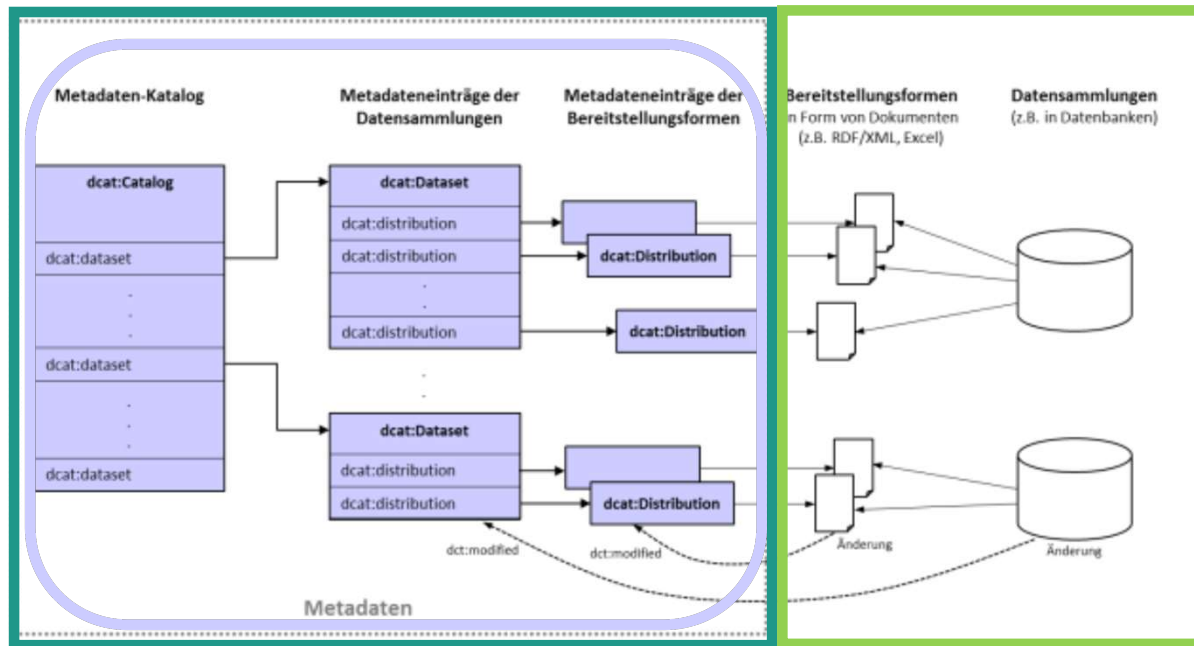 Metadaten-Katalog
Metadateneinträge der
Datensammlungen
Metadateneinträge der
Bereitstellungsformen
Bereitstellungsformen
n Form von Dokumenten
(z.B. RDF/XML, Excel)
Datensammlungen
(z.B. in Datenbanken)
dcat:Catalog
dcat:dataset
dcat:dataset
dcat:dataset
dcat:Dataset
dcat:distribution
dcat:distribution
dcat:distribution
dcat:Distribution
dcat:Distribution
dcat:Dataset
dcat:distribution
dcat:distribution
dcat:Distribution
dct:modified
dct:modified
Änderung
Änderung
Metadaten